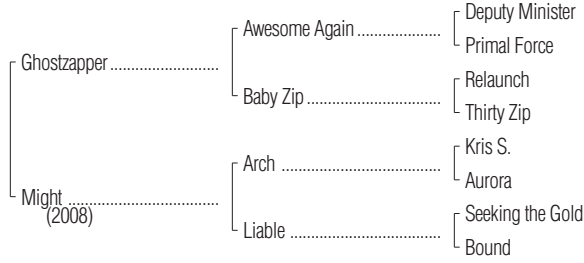 Deputy Minister
Awesome Again ....................
Primal Force
Ghostzapper ..........................
Relaunch
Baby Zip .................................
Thirty Zip
Kris S.
Arch .......................................
Aurora
Might ....................................
(2008)
Seeking the Gold
Liable .....................................
Bound